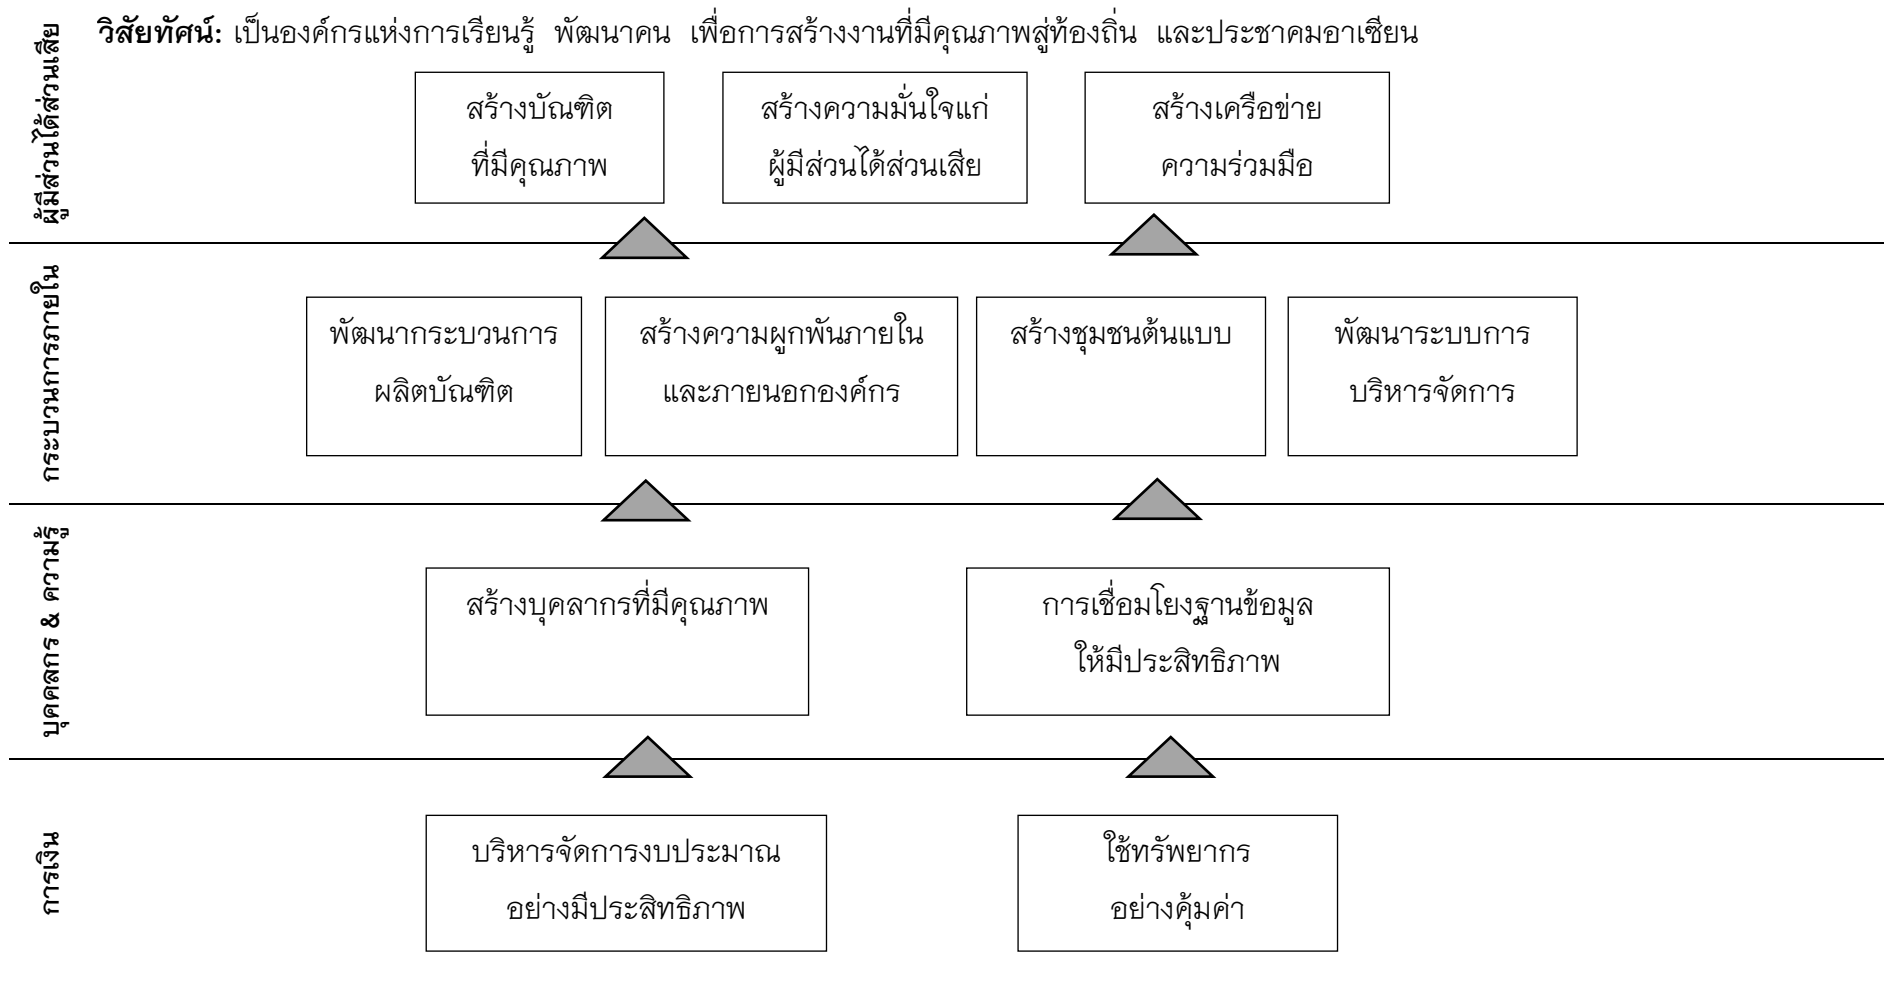 วิสัยทัศน์: เป็นองค์กรแห่งการเรียนรู้ พัฒนาคน เพื่อการสร้างงานที่มีคุณภาพสู่ท้องถิ่น และประชาคมอาเซียน
ผู้มีส่วนได้ส่วนเสีย
สร้างบัณฑิต
ที่มีคุณภาพ
สร้างความมั่นใจแก่
ผู้มีส่วนได้ส่วนเสีย
สร้างเครือข่าย
ความร่วมมือ
กระบวนการภายใน
พัฒนากระบวนการ
ผลิตบัณฑิต
สร้างความผูกพันภายใน
และภายนอกองค์กร
สร้างชุมชนต้นแบบ
พัฒนาระบบการ
บริหารจัดการ
บุคคลกร & ความรู้
สร้างบุคลากรที่มีคุณภาพ
การเชื่อมโยงฐานข้อมูล
ให้มีประสิทธิภาพ
การเงิน
บริหารจัดการงบประมาณ
อย่างมีประสิทธิภาพ
ใช้ทรัพยากร
อย่างคุ้มค่า